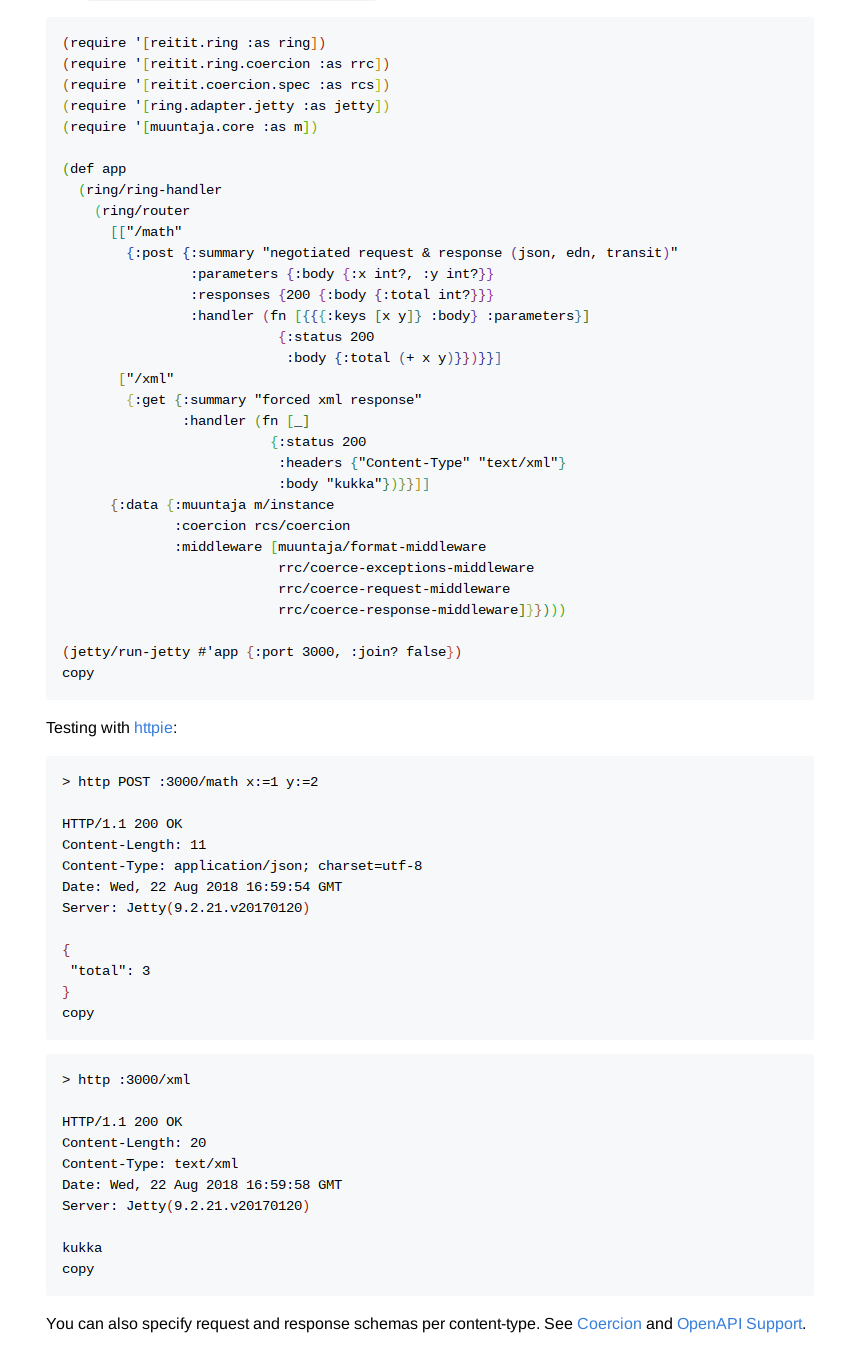 (require '[reitit.ring :as ring])
(require '[reitit.ring.coercion :as rrc])
(require '[reitit.coercion.spec :as rcs])
(require '[ring.adapter.jetty :as jetty])
(require '[muuntaja.core :as m])

(def app
  (ring/ring-handler
    (ring/router
      [["/math"
        {:post {:summary "negotiated request & response (json, edn, transit)"
                :parameters {:body {:x int?, :y int?}}
                :responses {200 {:body {:total int?}}}
                :handler (fn [{{{:keys [x y]} :body} :parameters}]
                           {:status 200
                            :body {:total (+ x y)}})}}]
       ["/xml"
        {:get {:summary "forced xml response"
               :handler (fn [_]
                          {:status 200
                           :headers {"Content-Type" "text/xml"}
                           :body "kukka"})}}]]
      {:data {:muuntaja m/instance
              :coercion rcs/coercion
              :middleware [muuntaja/format-middleware
                           rrc/coerce-exceptions-middleware
                           rrc/coerce-request-middleware
                           rrc/coerce-response-middleware]}})))

(jetty/run-jetty #'app {:port 3000, :join? false})
copy
Testing with httpie:
> http POST :3000/math x:=1 y:=2

HTTP/1.1 200 OK
Content-Length: 11
Content-Type: application/json; charset=utf-8
Date: Wed, 22 Aug 2018 16:59:54 GMT
Server: Jetty(9.2.21.v20170120)

{
 "total": 3
}
copy
> http :3000/xml

HTTP/1.1 200 OK
Content-Length: 20
Content-Type: text/xml
Date: Wed, 22 Aug 2018 16:59:58 GMT
Server: Jetty(9.2.21.v20170120)

kukka
copy
You can also specify request and response schemas per content-type. See Coercion and OpenAPI Support.